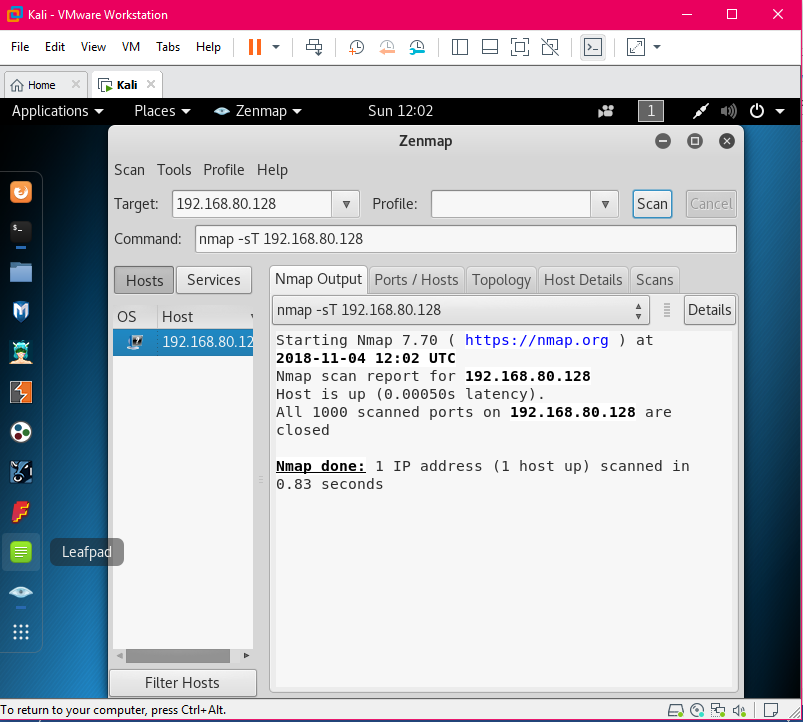 Kali - VMware Workstation
File Edit View VM Tabs Help
Home Kali
Applications Places Zenmap Sun 12:02 1
Zenmap
Scan Tools Profile Help
Target: 192.168.80.128 Profile: Scan Cancel
Command: nmap -sT 192.168.80.128
Hosts Services Nmap Output Ports / Hosts Topology Host Details Scans
nmap -sT 192.168.80.128 Details
OS Host
192.168.80.12
Starting Nmap 7.70 ( https://nmap.org ) at
2018-11-04 12:02 UTC
Nmap scan report for 192.168.80.128
Host is up (0.00050s latency).
All 1000 scanned ports on 192.168.80.128 are
closed
Nmap done: 1 IP address (1 host up) scanned in
0.83 seconds
Leafpad
Filter Hosts
To return to your computer, press Ctrl+Alt.